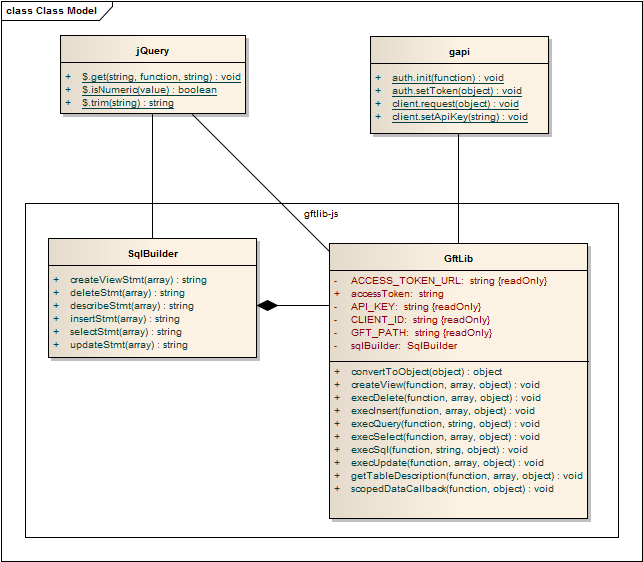 class Class Model
jQuery
+ $.get(string, function, string) : void
+ $.isNumeric(value) : boolean
+ $.trim(string) : string
gapi
+ auth.init(function) : void
+ auth.setToken(object) : void
+ client.request(object) : void
+ client.setApiKey(string) : void
gftlib-js
SqlBuilder
+ createViewStmt(array) : string
+ deleteStmt(array) : string
+ describeStmt(array) : string
+ insertStmt(array) : string
+ selectStmt(array) : string
+ updateStmt(array) : string
GftLib
- ACCESS_TOKEN_URL: string {readOnly}
+ accessToken: string
- API_KEY: string {readOnly}
- CLIENT_ID: string {readOnly}
- GFT_PATH: string {readOnly}
- sqlBuilder: SqlBuilder
+ convertToObject(object) : object
+ createView(function, array, object) : void
+ execDelete(function, array, object) : void
+ execInsert(function, array, object) : void
+ execQuery(function, string, object) : void
+ execSelect(function, array, object) : void
+ execSql(function, string, object) : void
+ execUpdate(function, array, object) : void
+ getTableDescription(function, array, object) : void
+ scopedDataCallback(function, object) : void